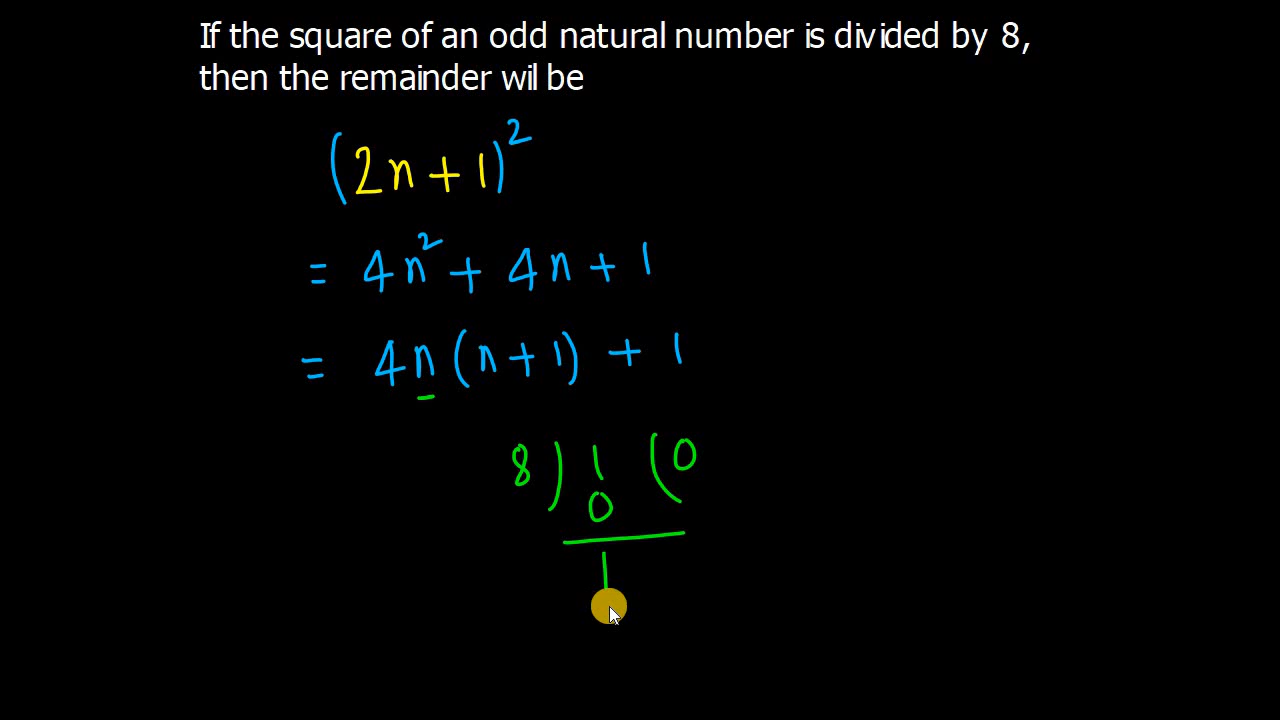 If the square of an odd natural number is divided by 8,
then the remainder wil be
(2n+1)²
= 4n² + 4n + 1
= 4n(n+1) + 1
8) 1 (0
0
1